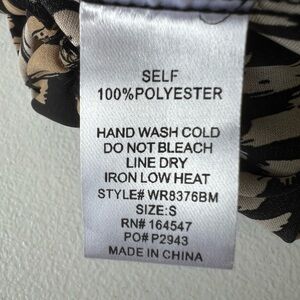 SELF
100%POLYESTER
HAND WASH COLD
DO NOT BLEACH
LINE DRY
IRON LOW HEAT
STYLE# WR8376BM
SIZE:S
RN# 164547
PO# P2943
MADE IN CHINA